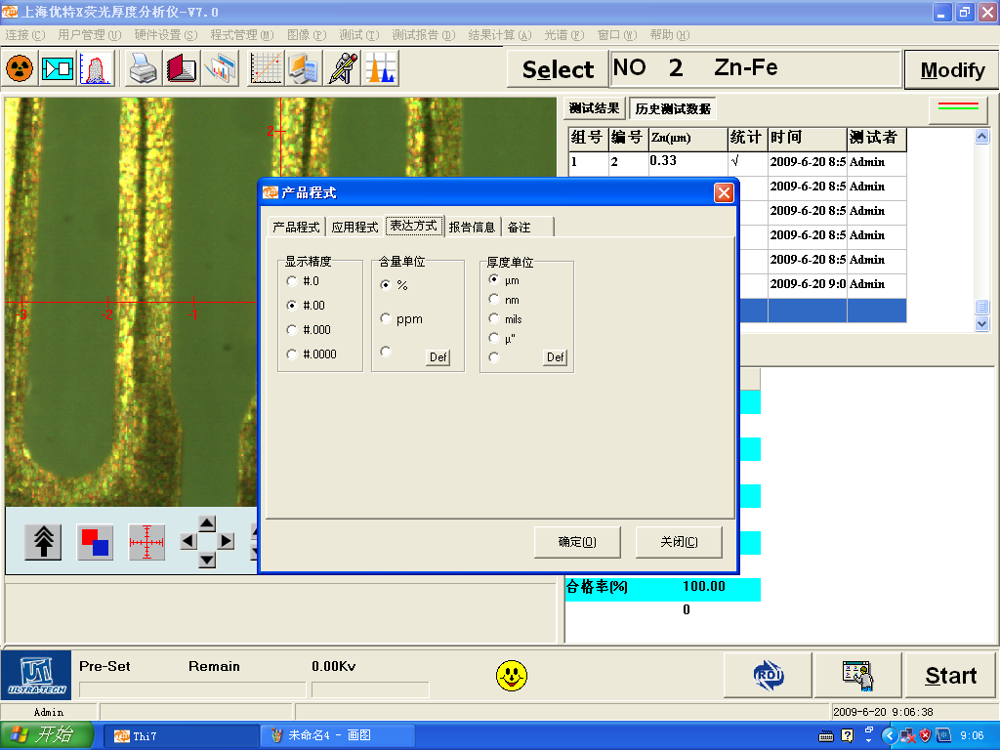 上海优特X荧光厚度分析仪-V7.0
连接(C) 用户管理(U) 硬件设置(S) 程式管理(M) 图像(P) 测试(T) 测试报告(D) 结果计算(A) 光谱(F) 窗口(W) 帮助(H)
Select NO 2 Zn-Fe Modify
测试结果 历史测试数据
组号 编号 Zn(μm) 统计 时间 测试者
1 2 0.33 √ 2009-6-20 8:5 Admin
2009-6-20 8:5 Admin
2009-6-20 8:5 Admin
2009-6-20 8:5 Admin
2009-6-20 8:5 Admin
2009-6-20 9:0 Admin
2
-3 -2 -1
产品程式
产品程式 应用程式 表达方式 报告信息 备注
显示精度
#.0
#.00
#.000
#.0000
含量单位
%
ppm
Def
厚度单位
μm
nm
mils
μ"
Def
确定(O) 关闭(C)
合格率(%) 100.00
0
UTI
ULTRA-TECH
Pre-Set Remain 0.00Kv
ROI
Start
Admin 2009-6-20 9:06:38
开始 Thi7 未命名4 - 画图 9:06